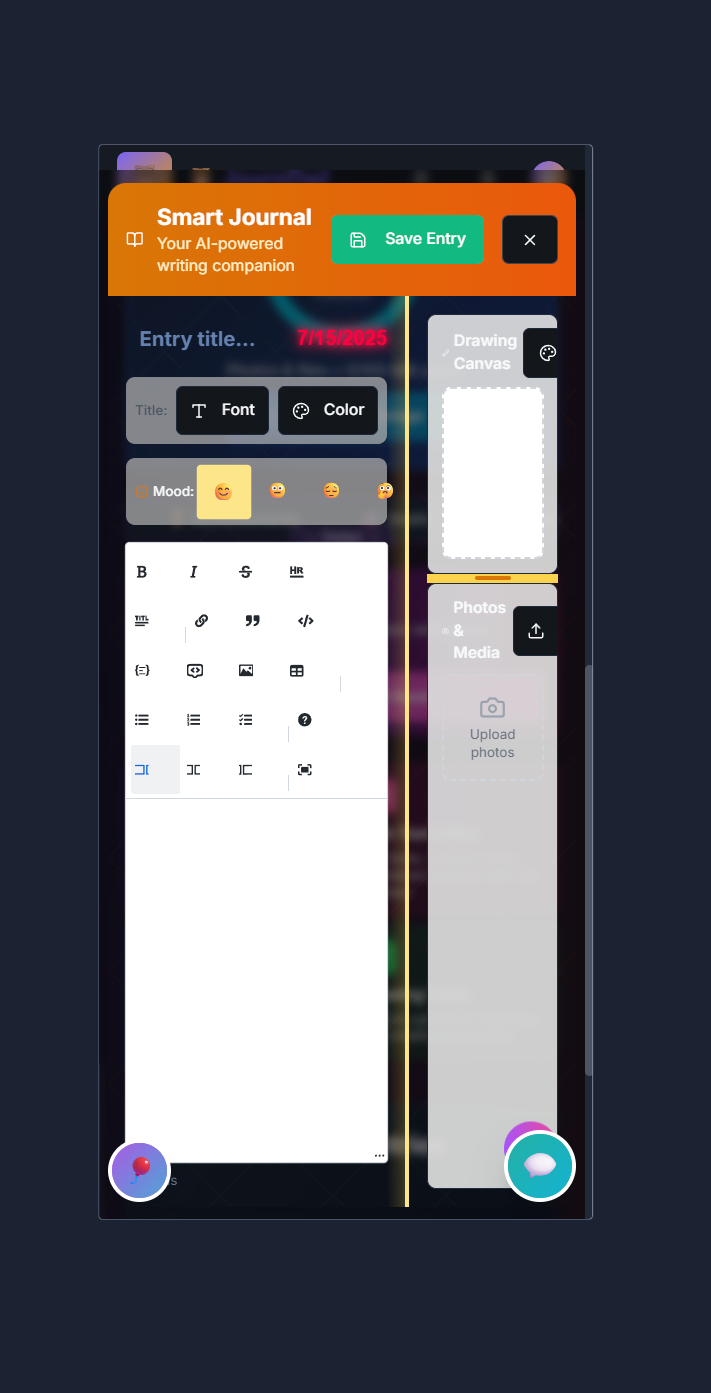 Smart Journal
Your AI-powered
writing companion
Save Entry
Entry title...
7/15/2025
Title:
Font
Color
Mood:
B
I
S
HR
TITL
Drawing
Canvas
Photos
&
Media
Upload
photos
s